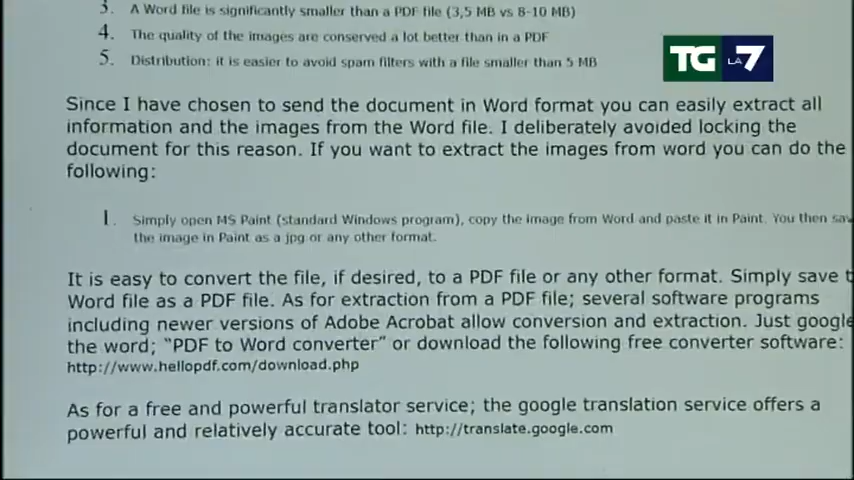 3. A Word file is significantly smaller than a PDF file (3,5 MB vs 8-10 MB)
4. The quality of the images are conserved a lot better than in a PDF
5. Distribution: it is easier to avoid spam filters with a file smaller than 5 MB
TG LA 7
Since I have chosen to send the document in Word format you can easily extract all
information and the images from the Word file. I deliberately avoided locking the
document for this reason. If you want to extract the images from word you can do the
following:
1. Simply open MS Paint (standard Windows program), copy the image from Word and paste it in Paint. You then sav
the image in Paint as a jpg or any other format.
It is easy to convert the file, if desired, to a PDF file or any other format. Simply save t
Word file as a PDF file. As for extraction from a PDF file; several software programs
including newer versions of Adobe Acrobat allow conversion and extraction. Just google
the word; “PDF to Word converter” or download the following free converter software:
http://www.hellopdf.com/download.php
As for a free and powerful translator service; the google translation service offers a
powerful and relatively accurate tool: http://translate.google.com